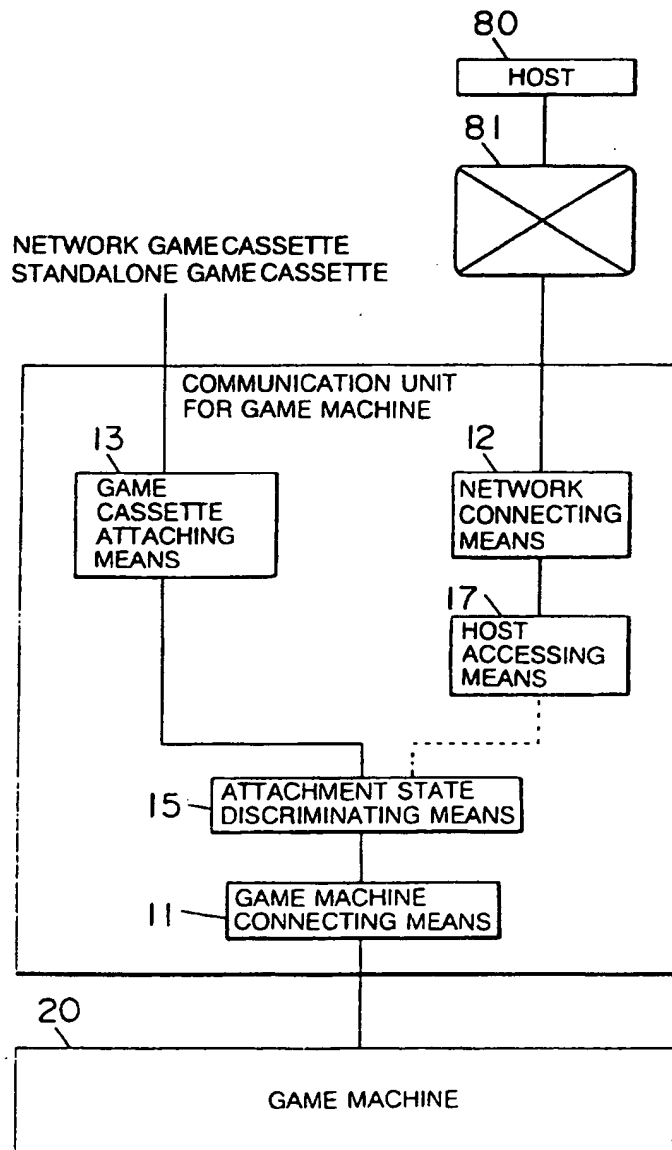 80
HOST
81
NETWORK GAME CASSETTE
STANDALONE GAME CASSETTE
COMMUNICATION UNIT
FOR GAME MACHINE
13
GAME
CASSETTE
ATTACHING
MEANS
12
NETWORK
CONNECTING
MEANS
17
HOST
ACCESSING
MEANS
15
ATTACHMENT STATE
DISCRIMINATING MEANS
11
GAME MACHINE
CONNECTING MEANS
20
GAME MACHINE